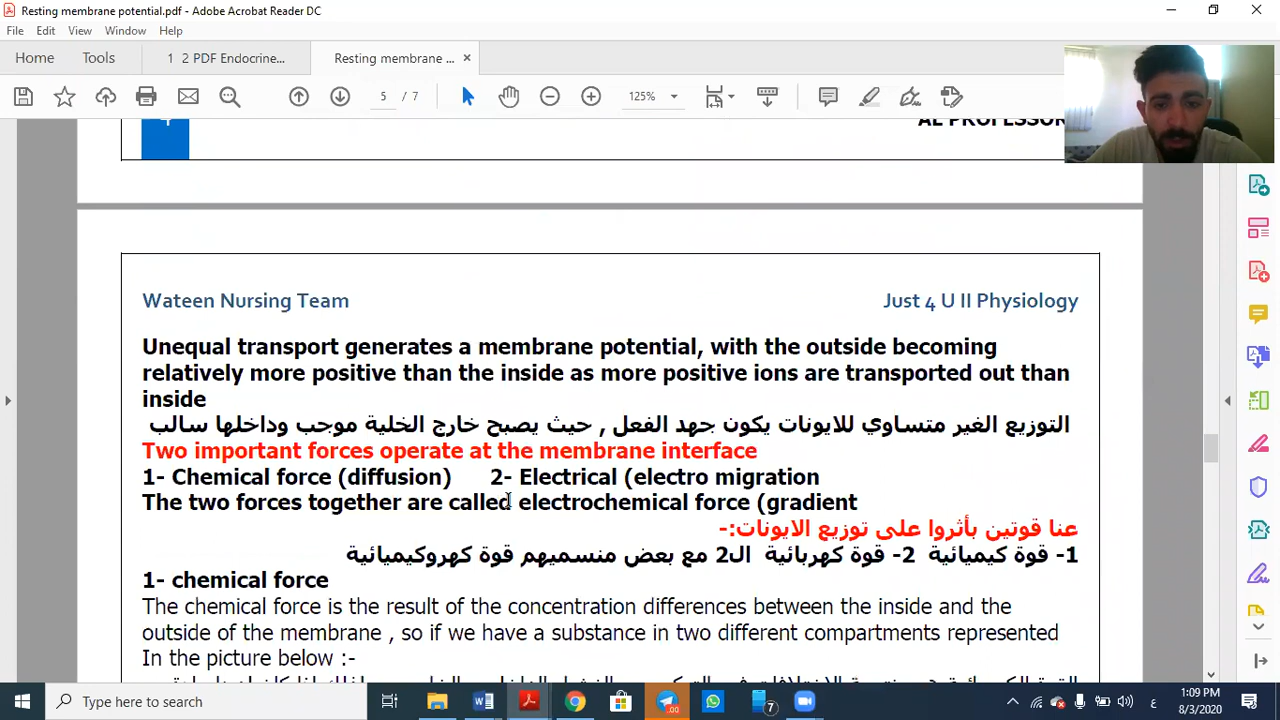 Resting membrane potential.pdf - Adobe Acrobat Reader DC
File Edit View Window Help
Home Tools 1 2 PDF Endocrine... Resting membrane ...
5 / 7 125%
4
AL PROFESSOR
Wateen Nursing Team Just 4 U II Physiology
Unequal transport generates a membrane potential, with the outside becoming
relatively more positive than the inside as more positive ions are transported out than
inside
التوزيع الغير متساوي للايونات يكون جهد الفعل , حيث يصبح خارج الخلية موجب وداخلها سالب
Two important forces operate at the membrane interface
1- Chemical force (diffusion) 2- Electrical (electro migration
The two forces together are called electrochemical force (gradient
عنا قوتين بأثروا على توزيع الايونات:-
1- قوة كيميائية 2- قوة كهربائية ال2 مع بعض منسميهم قوة كهروكيميائية
1- chemical force
The chemical force is the result of the concentration differences between the inside and the
outside of the membrane , so if we have a substance in two different compartments represented
In the picture below :-
Type here to search
00
7
ع
1:09 PM
8/3/2020